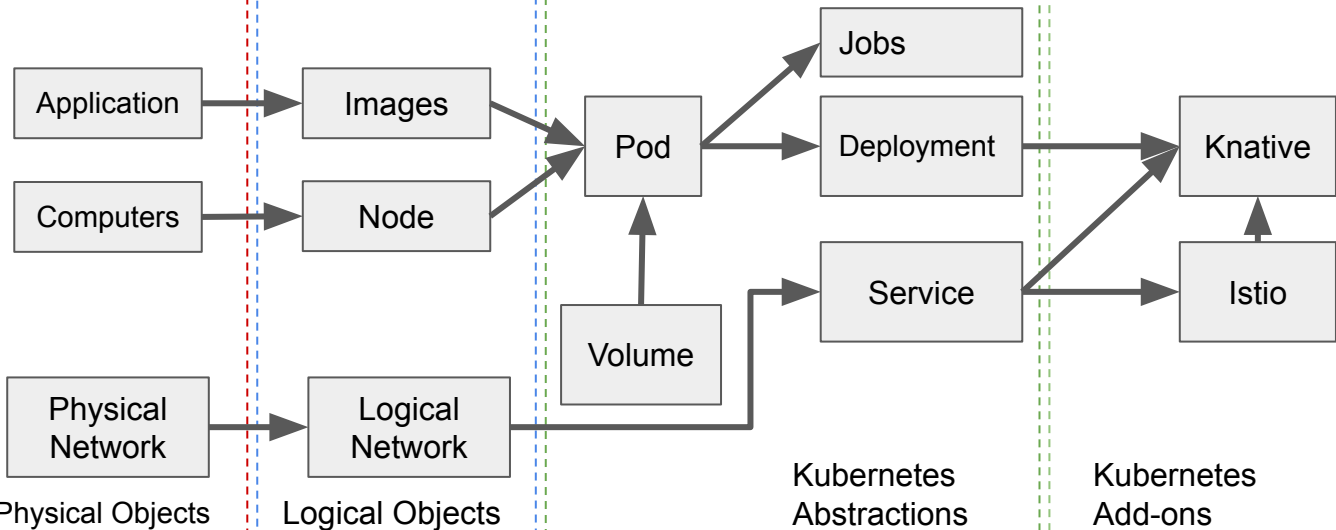 Jobs
Application
Images
Pod
Deployment
Knative
Computers
Node
Service
Istio
Volume
Physical
Network
Logical
Network
Physical Objects
Logical Objects
Kubernetes
Abstractions
Kubernetes
Add-ons